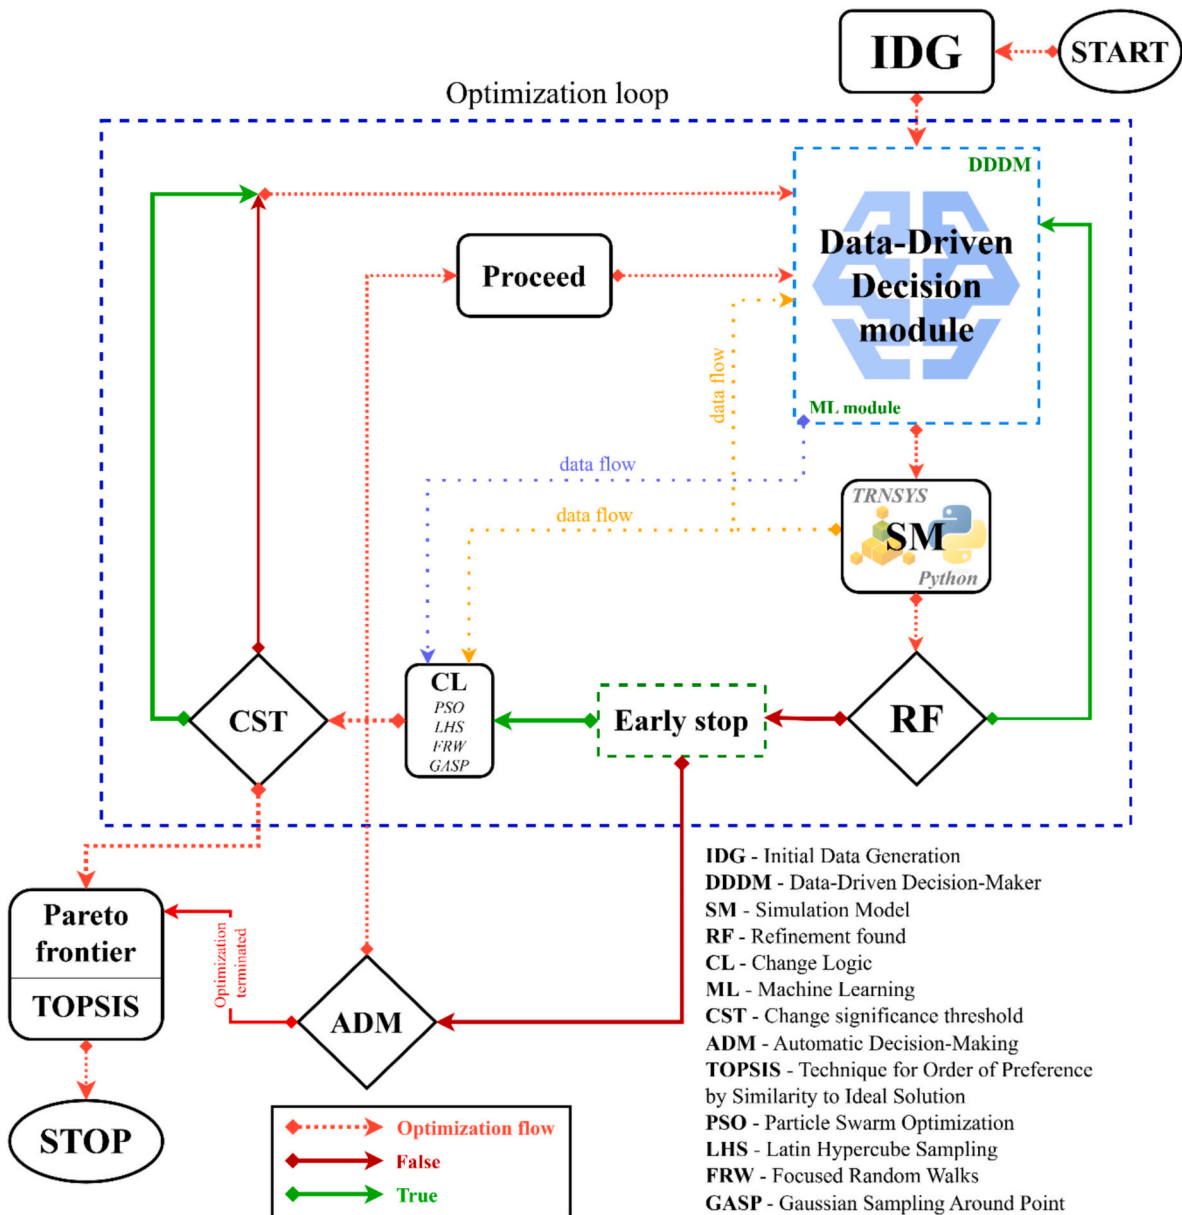 IDG
START
Optimization loop
DDDM
Data-Driven
Decision
module
Proceed
data flow
ML module
data flow
data flow
TRNSYS
SM
Python
CL
PSO
LHS
FRW
GASP
CST
Early stop
RF
Pareto
frontier
TOPSIS
Optimization
terminated
ADM
STOP
Optimization flow
False
True
IDG - Initial Data Generation
DDDM - Data-Driven Decision-Maker
SM - Simulation Model
RF - Refinement found
CL - Change Logic
ML - Machine Learning
CST - Change significance threshold
ADM - Automatic Decision-Making
TOPSIS - Technique for Order of Preference
by Similarity to Ideal Solution
PSO - Particle Swarm Optimization
LHS - Latin Hypercube Sampling
FRW - Focused Random Walks
GASP - Gaussian Sampling Around Point